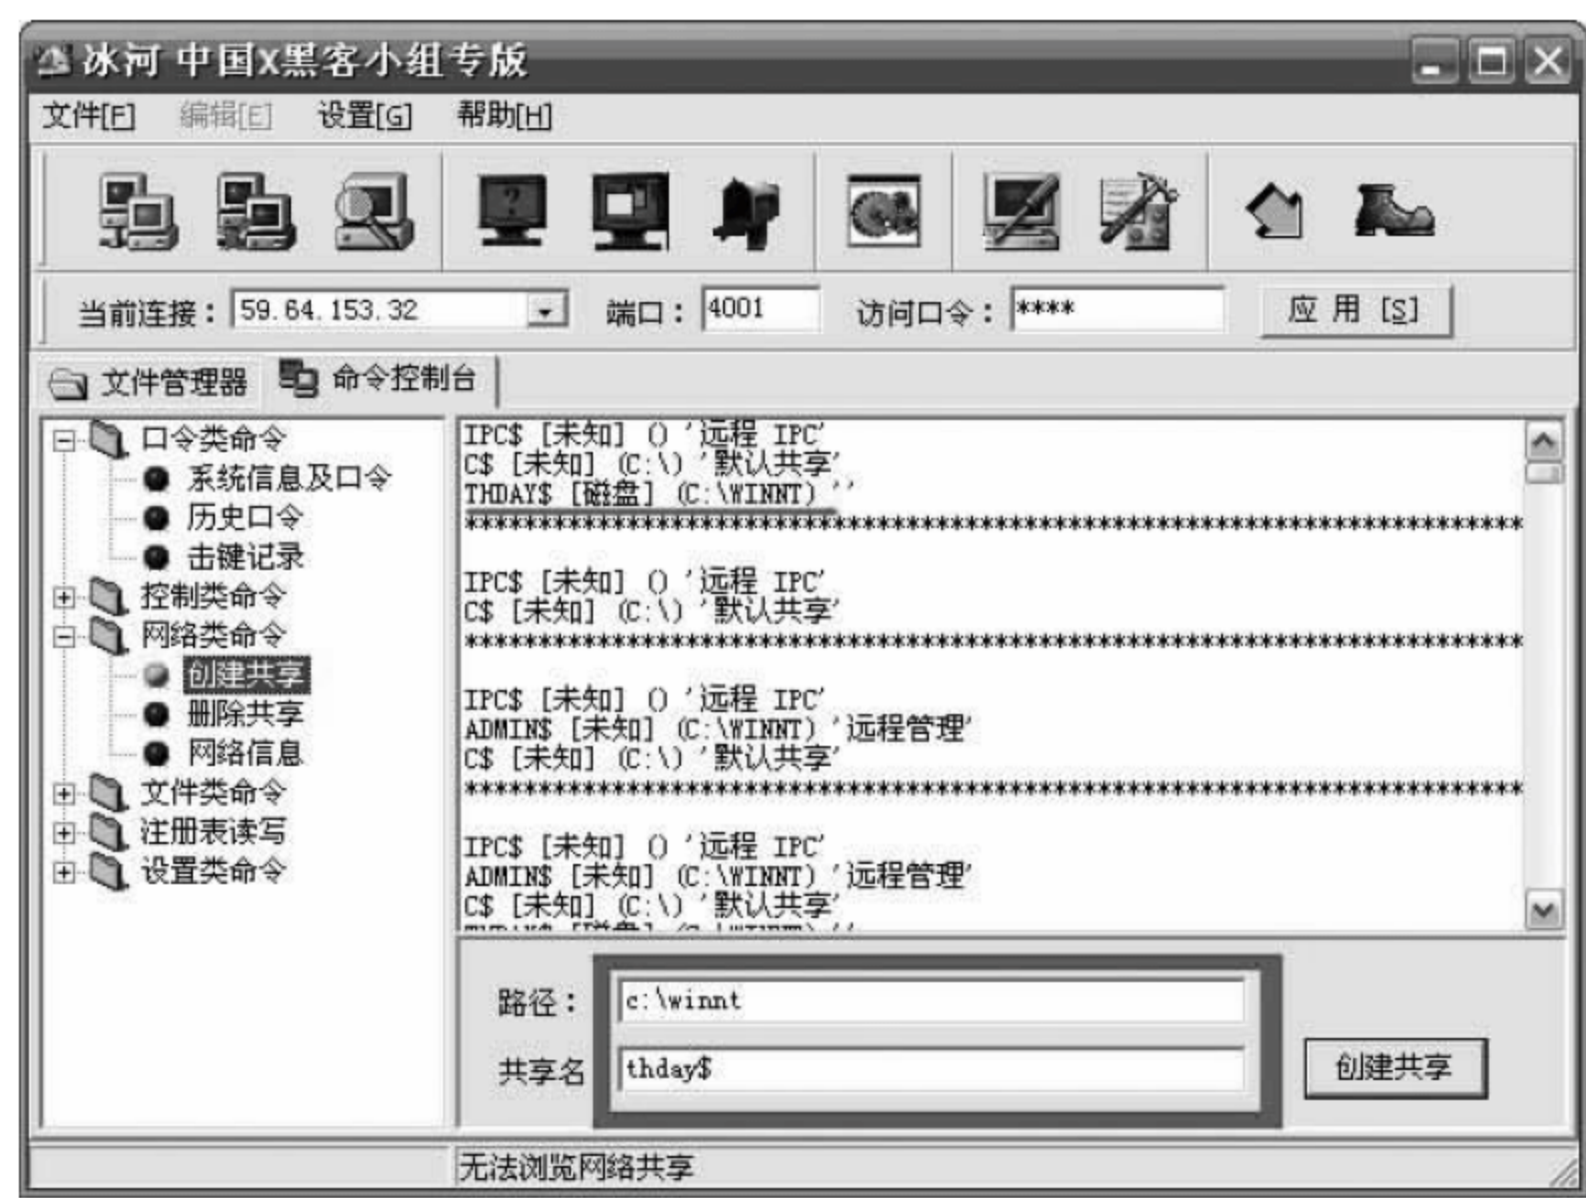 冰河 中国X黑客小组专版
文件[F] 编辑[E] 设置[G] 帮助[H]
?
当前连接： 59.64.153.32 端口： 4001 访问口令： **** 应 用 [S]
文件管理器 命令控制台
口令类命令
系统信息及口令
历史口令
击键记录
控制类命令
网络类命令
创建共享
删除共享
网络信息
文件类命令
注册表读写
设置类命令
IPC$ [未知] () '远程 IPC'
C$ [未知] (C:\) '默认共享'
THDAY$ [磁盘] (C:\WINNT) ''
****************************************************************************************
IPC$ [未知] () '远程 IPC'
C$ [未知] (C:\) '默认共享'
****************************************************************************************
IPC$ [未知] () '远程 IPC'
ADMIN$ [未知] (C:\WINNT) '远程管理'
C$ [未知] (C:\) '默认共享'
****************************************************************************************
IPC$ [未知] () '远程 IPC'
ADMIN$ [未知] (C:\WINNT) '远程管理'
C$ [未知] (C:\) '默认共享'
路径： c:\winnt
共享名 thday$
创建共享
无法浏览网络共享